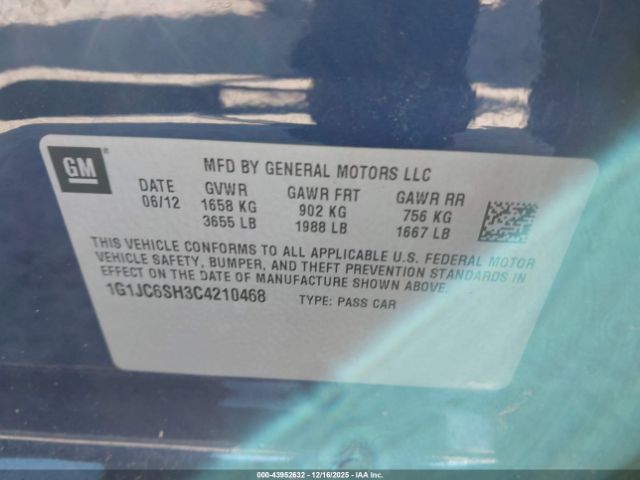 GM
MFD BY GENERAL MOTORS LLC
DATE GVWR GAWR FRT GAWR RR
06/12 1658 KG 902 KG 756 KG
3655 LB 1988 LB 1667 LB
THIS VEHICLE CONFORMS TO ALL APPLICABLE U.S. FEDERAL MOTOR
VEHICLE SAFETY, BUMPER, AND THEFT PREVENTION STANDARDS IN
EFFECT ON THE DATE OF MANUFACTURE SHOWN ABOVE.
1G1JC6SH3C4210468 TYPE: PASS CAR
000-43952632 - 12/16/2025 - IAA Inc. - COPYRIGHT